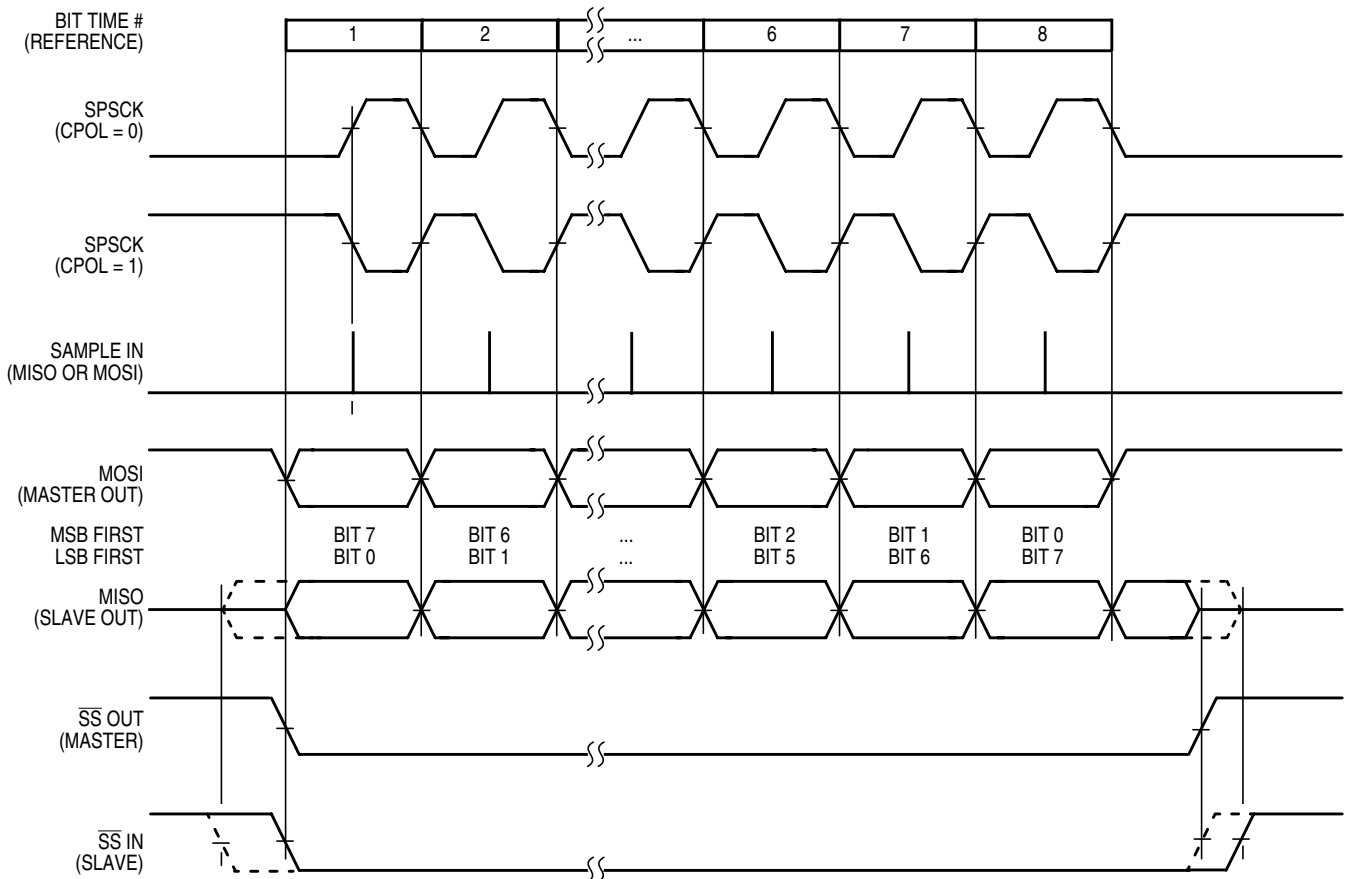 BIT TIME #
(REFERENCE)
1 2 ... 6 7 8
SPSCK
(CPOL = 0)
SPSCK
(CPOL = 1)
SAMPLE IN
(MISO OR MOSI)
MOSI
(MASTER OUT)
MSB FIRST BIT 7 BIT 6 ... BIT 2 BIT 1 BIT 0
LSB FIRST BIT 0 BIT 1 ... BIT 5 BIT 6 BIT 7
MISO
(SLAVE OUT)
S̅S̅ OUT
(MASTER)
S̅S̅ IN
(SLAVE)